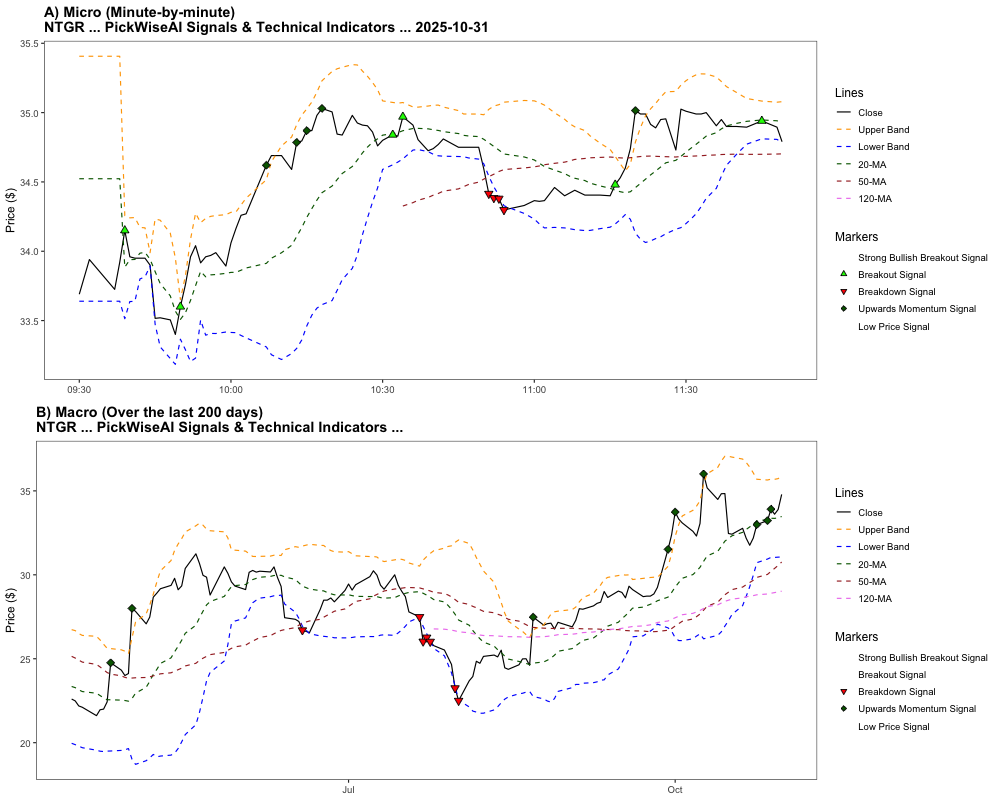 A) Micro (Minute-by-minute)
NTGR ... PickWiseAI Signals & Technical Indicators ... 2025-10-31
35.5
35.0
34.5
34.0
33.5
Price ($)
09:30
10:00
10:30
11:00
11:30
Lines
Close
Upper Band
Lower Band
20-MA
50-MA
120-MA
Markers
Strong Bullish Breakout Signal
Breakout Signal
Breakdown Signal
Upwards Momentum Signal
Low Price Signal
B) Macro (Over the last 200 days)
NTGR ... PickWiseAI Signals & Technical Indicators ...
35
30
25
20
Price ($)
Jul
Oct
Lines
Close
Upper Band
Lower Band
20-MA
50-MA
120-MA
Markers
Strong Bullish Breakout Signal
Breakout Signal
Breakdown Signal
Upwards Momentum Signal
Low Price Signal